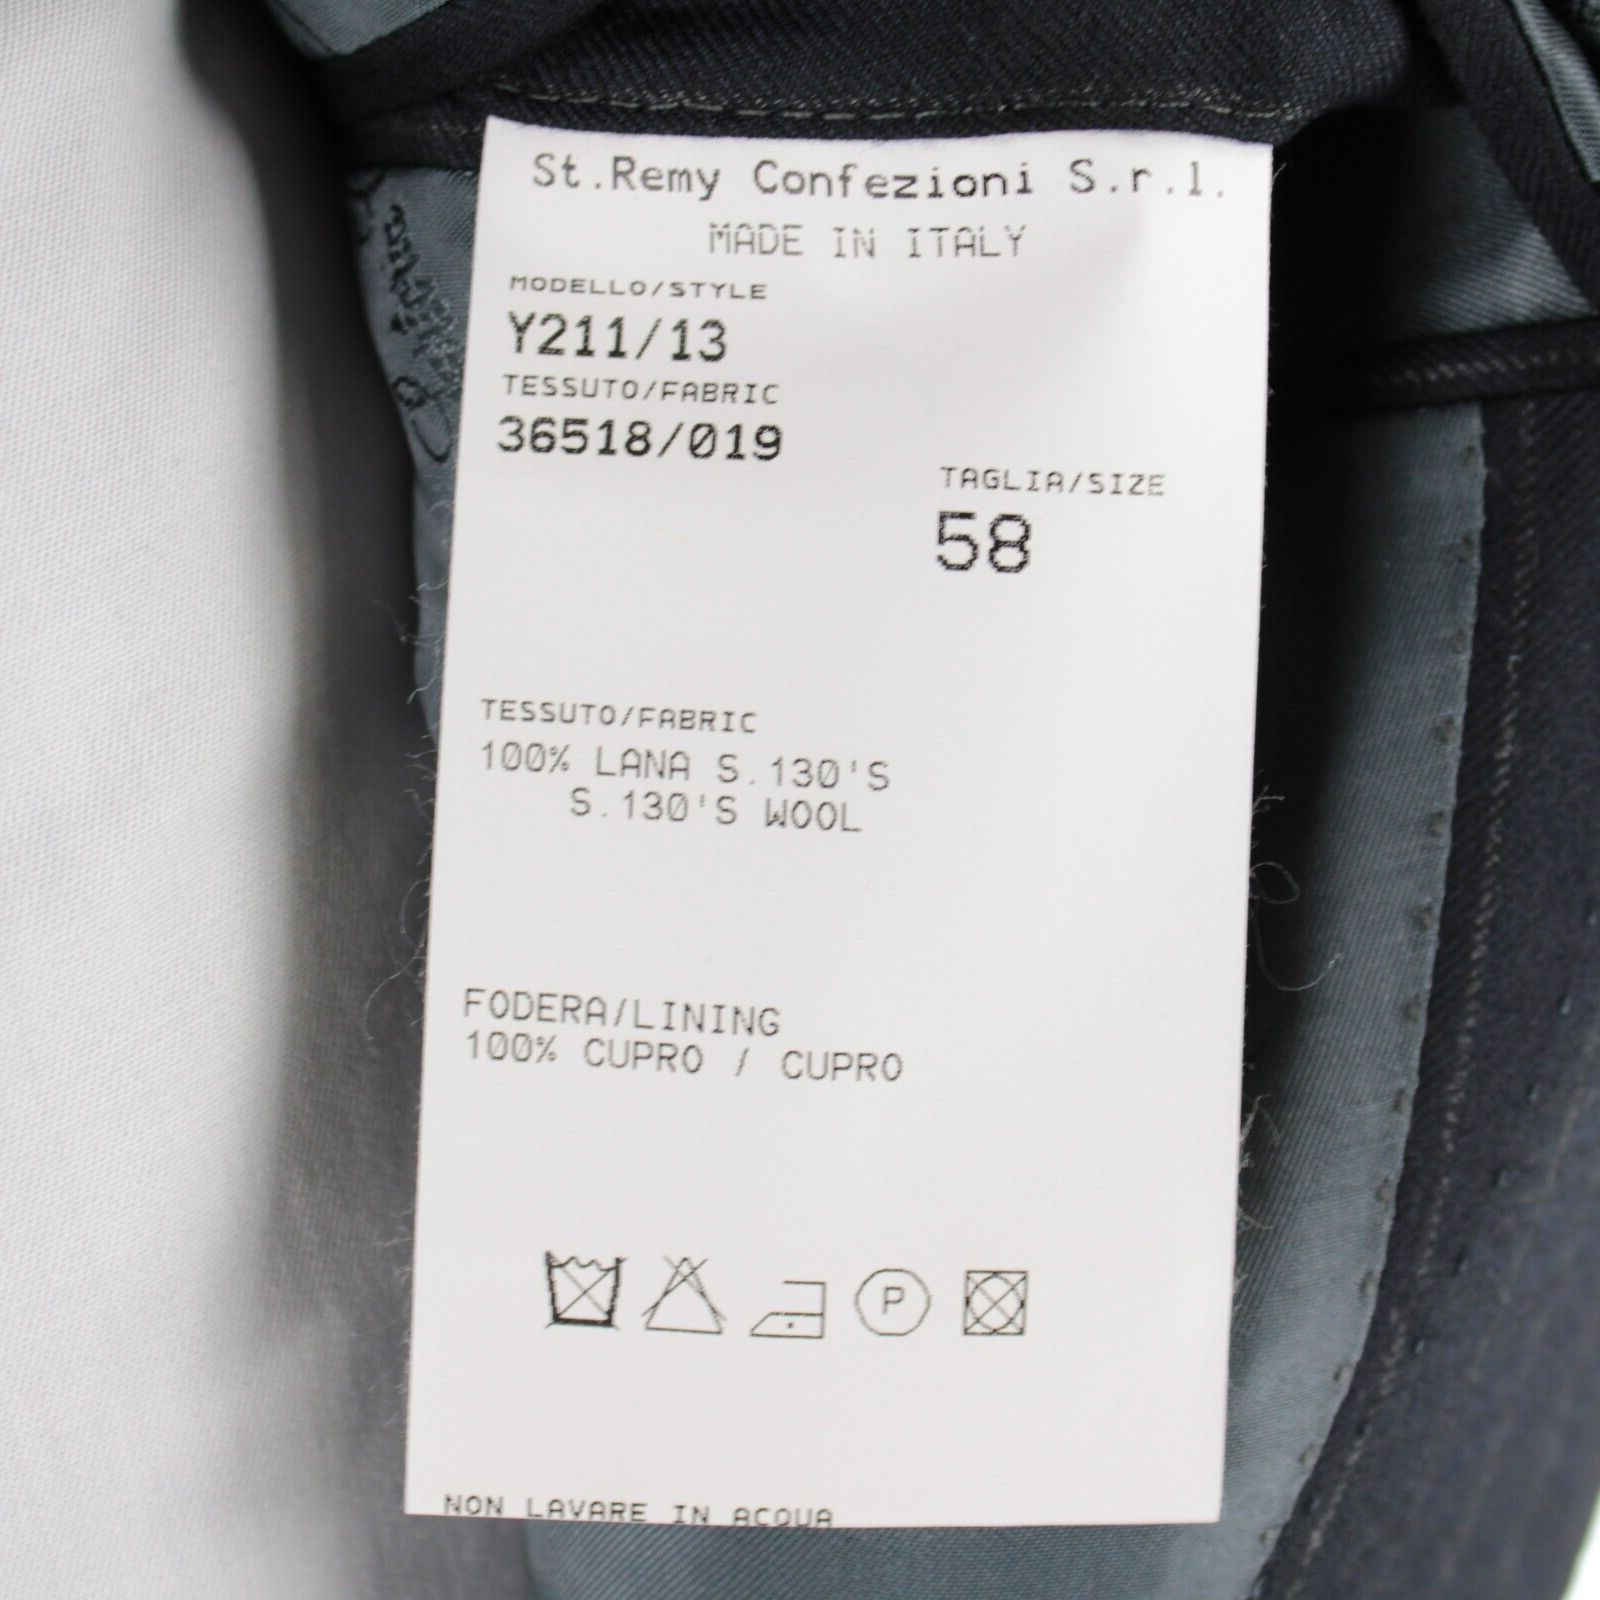 St.Remy Confezioni S.r.l.
MADE IN ITALY
MODELLO/STYLE
Y211/13
TESSUTO/FABRIC
36518/019
TAGLIA/SIZE
58
TESSUTO/FABRIC
100% LANA S.130'S
S.130'S WOOL
FODERA/LINING
100% CUPRO / CUPRO
P
NON LAVARE IN ACQUA